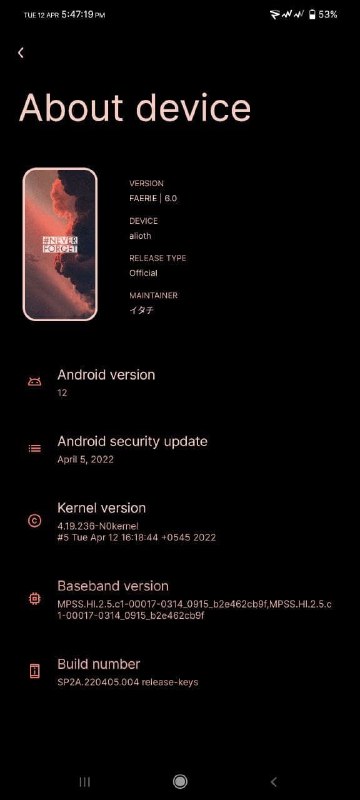 TUE 12 APR 5:47:19 PM
53%
About device
#NEVER
FORGET
VERSION
FAERIE | 6.0
DEVICE
alioth
RELEASE TYPE
Official
MAINTAINER
イタチ
Android version
12
Android security update
April 5, 2022
Kernel version
4.19.236-N0kernel
#5 Tue Apr 12 16:18:44 +0545 2022
Baseband version
MPSS.HI.2.5.c1-00017-0314_0915_b2e462cb9f,MPSS.HI.2.5.c
1-00017-0314_0915_b2e462cb9f
Build number
SP2A.220405.004 release-keys